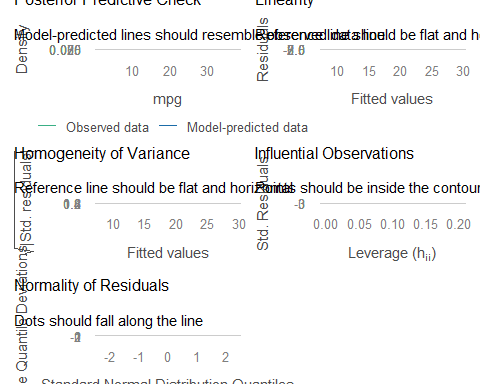 Posterior Predictive Check
Model-predicted lines should resemble observed data line
Density
10 20 30
mpg
Observed data Model-predicted data
Linearity
Reference line should be flat and h
Residuals
10 15 20 25 30
Fitted values
Homogeneity of Variance
Reference line should be flat and horizontal
√|Std. residuals|
10 15 20 25 30
Fitted values
Influential Observations
Points should be inside the contour
Std. Residuals
0.00 0.05 0.10 0.15 0.20
Leverage (hii)
Normality of Residuals
Dots should fall along the line
e Quantile Deviations
-2 -1 0 1 2
Standard Normal Distribution Quantiles